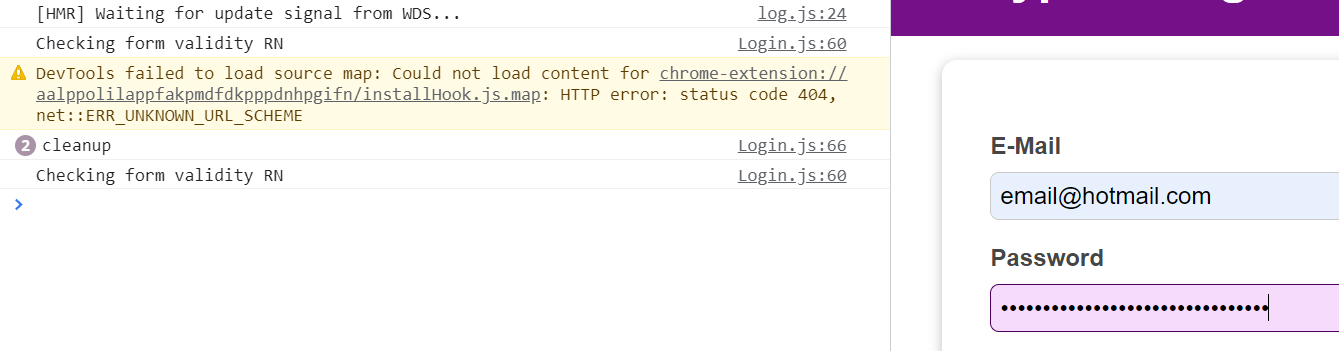 [HMR] Waiting for update signal from WDS... log.js:24
Checking form validity RN Login.js:60
DevTools failed to load source map: Could not load content for chrome-extension://
aalppolilappfakpmdfdkpppdnhpgifn/installHook.js.map: HTTP error: status code 404,
net::ERR_UNKNOWN_URL_SCHEME
2 cleanup Login.js:66
Checking form validity RN Login.js:60
E-Mail
email@hotmail.com
Password